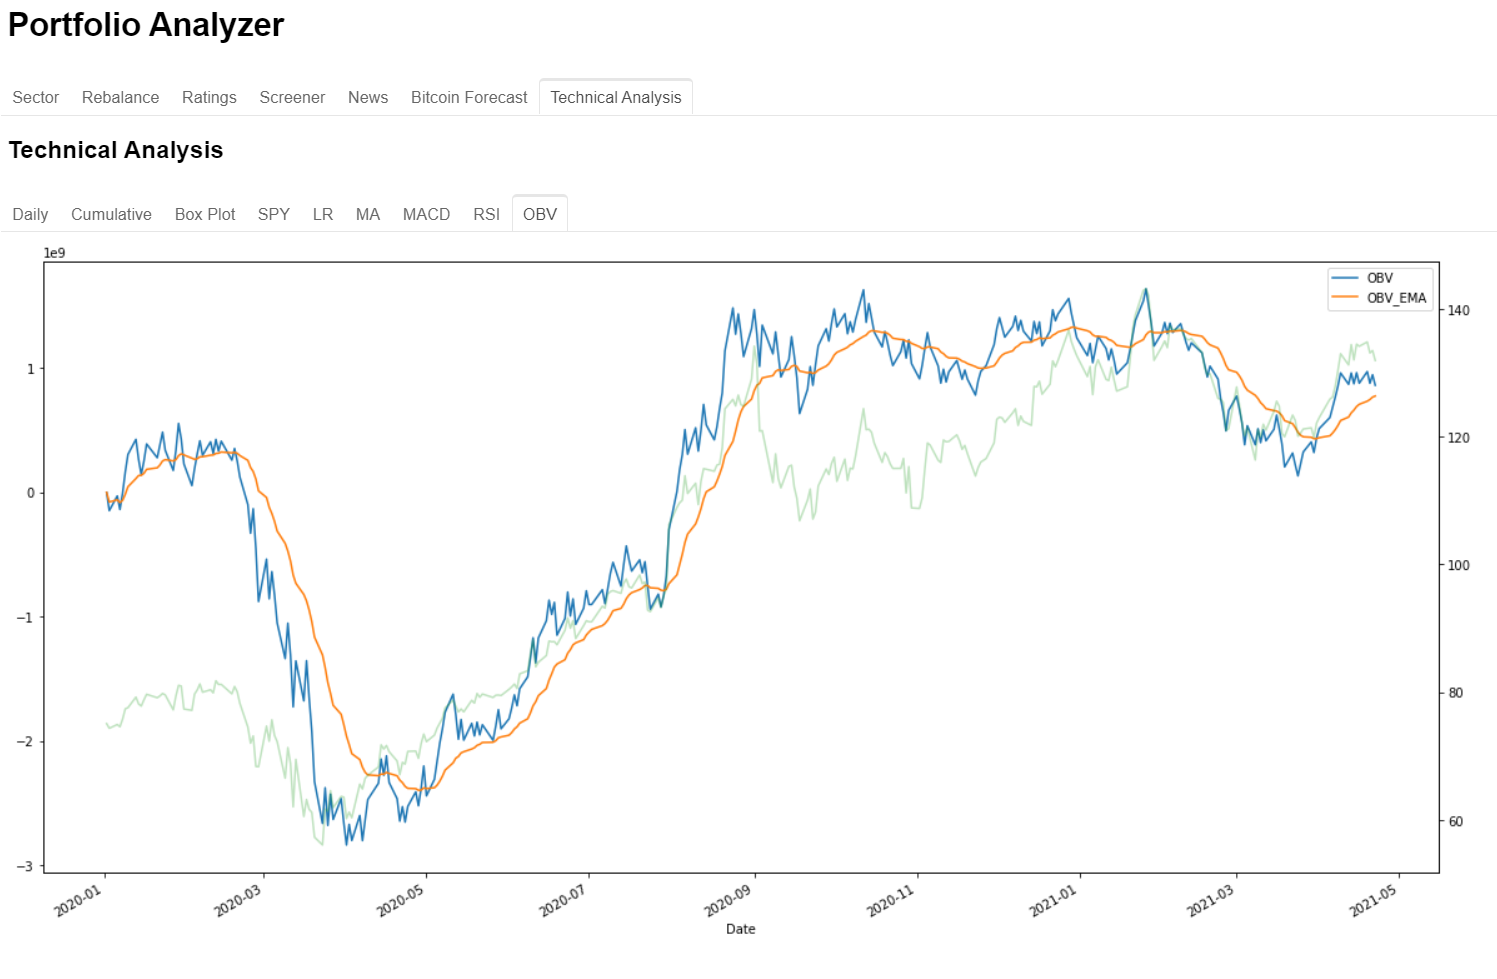 Portfolio Analyzer
Sector Rebalance Ratings Screener News Bitcoin Forecast Technical Analysis
Technical Analysis
Daily Cumulative Box Plot SPY LR MA MACD RSI OBV
1e9
OBV
OBV_EMA
1
0
−1
−2
−3
140
120
100
80
60
2020-01 2020-03 2020-05 2020-07 2020-09 2020-11 2021-01 2021-03 2021-05
Date